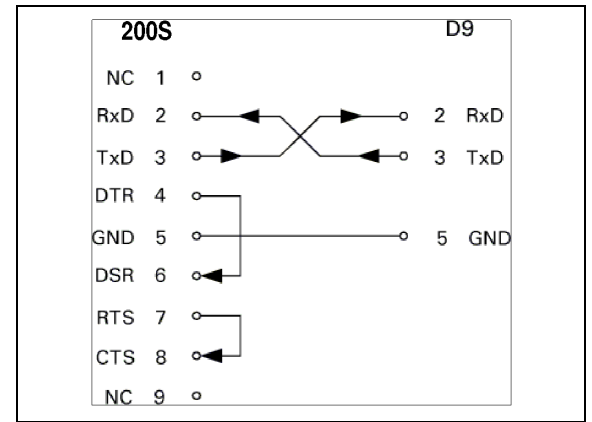 200S D9
NC 1
RxD 2 2 RxD
TxD 3 3 TxD
DTR 4
GND 5 5 GND
DSR 6
RTS 7
CTS 8
NC 9